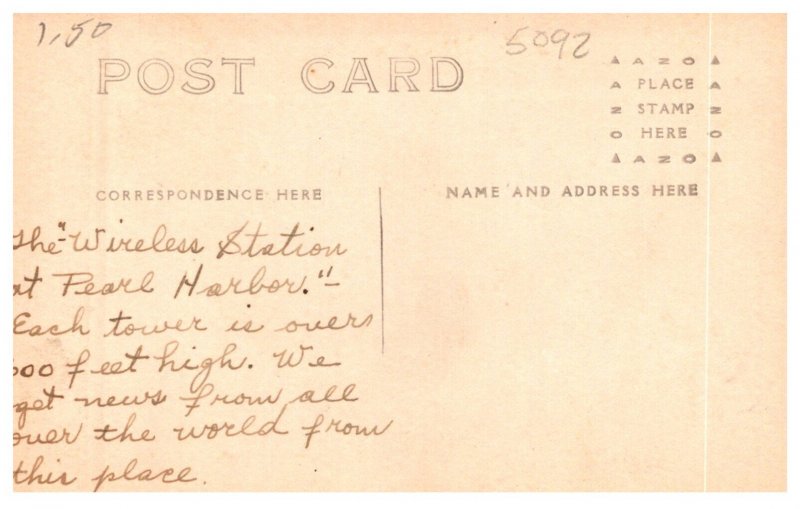 1,50
5092
POST CARD
AZO
PLACE
STAMP
HERE
AZO
CORRESPONDENCE HERE
NAME AND ADDRESS HERE
The "Wireless Station
at Pearl Harbor."-
Each tower is over
00 feet high. We
get news from all
over the world from
this place.